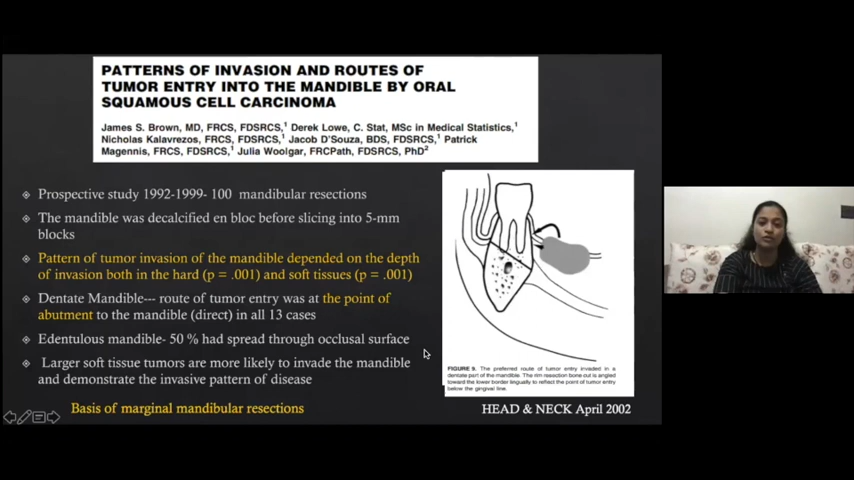 PATTERNS OF INVASION AND ROUTES OF
TUMOR ENTRY INTO THE MANDIBLE BY ORAL
SQUAMOUS CELL CARCINOMA
James S. Brown, MD, FRCS, FDSRCS,1 Derek Lowe, C. Stat, MSc in Medical Statistics,1
Nicholas Kalavrezos, FRCS, FDSRCS,1 Jacob D'Souza, BDS, FDSRCS,1 Patrick
Magennis, FRCS, FDSRCS,1 Julia Woolgar, FRCPath, FDSRCS, PhD2
Prospective study 1992-1999- 100 mandibular resections
The mandible was decalcified en bloc before slicing into 5-mm
blocks
Pattern of tumor invasion of the mandible depended on the depth
of invasion both in the hard (p = .001) and soft tissues (p = .001)
Dentate Mandible--- route of tumor entry was at the point of
abutment to the mandible (direct) in all 13 cases
Edentulous mandible- 50 % had spread through occlusal surface
Larger soft tissue tumors are more likely to invade the mandible
and demonstrate the invasive pattern of disease
Basis of marginal mandibular resections
FIGURE 9. The preferred route of tumor entry invaded in a
dentate part of the mandible. The rim resection bone cut is angled
toward the lower border lingually to reflect the point of tumor entry
below the gingival line.
HEAD & NECK April 2002